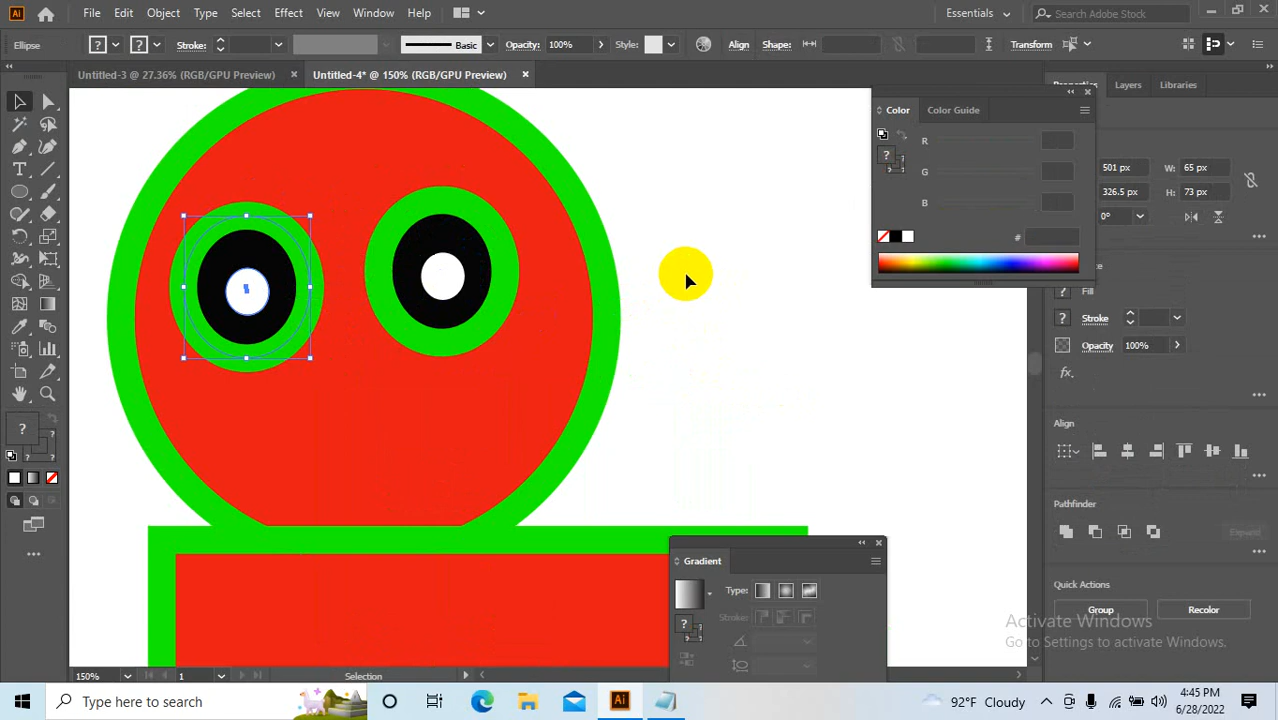 Ai File Edit Object Type Select Effect View Window Help Essentials Search Adobe Stock
Ellipse ? ? Stroke: Basic Opacity: 100% Style: Align Shape: Transform
Untitled-3 @ 27.36% (RGB/GPU Preview) × Untitled-4* @ 150% (RGB/GPU Preview) × Properties Layers Libraries
Color Color Guide
R
G
B
?
#
501 px W: 65 px
326.5 px H: 73 px
0°
Fill
? Stroke
Opacity 100%
fx.
Align
Pathfinder
Expand
Quick Actions
Group Recolor
Activate Windows
Go to Settings to activate Windows.
?
Gradient
Type:
Stroke:
?
150% 1 Selection
Type here to search
Ai
92°F Cloudy
4:45 PM
6/28/2022